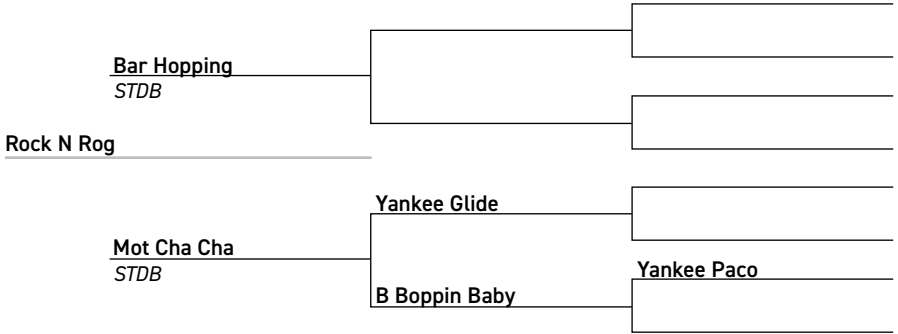 Bar Hopping
STDB
Rock N Rog
Yankee Glide
Mot Cha Cha
STDB
Yankee Paco
B Boppin Baby